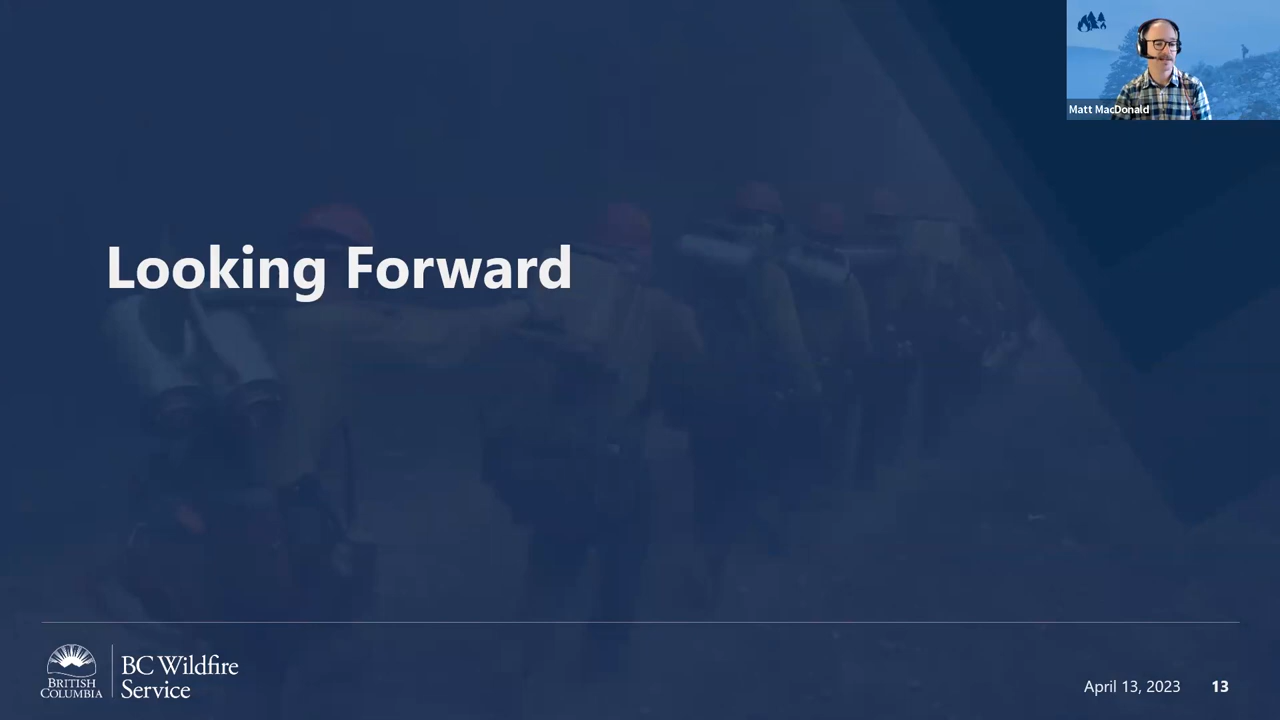 Matt MacDonald
Looking Forward
BRITISH
COLUMBIA
BC Wildfire
Service
April 13, 2023
13